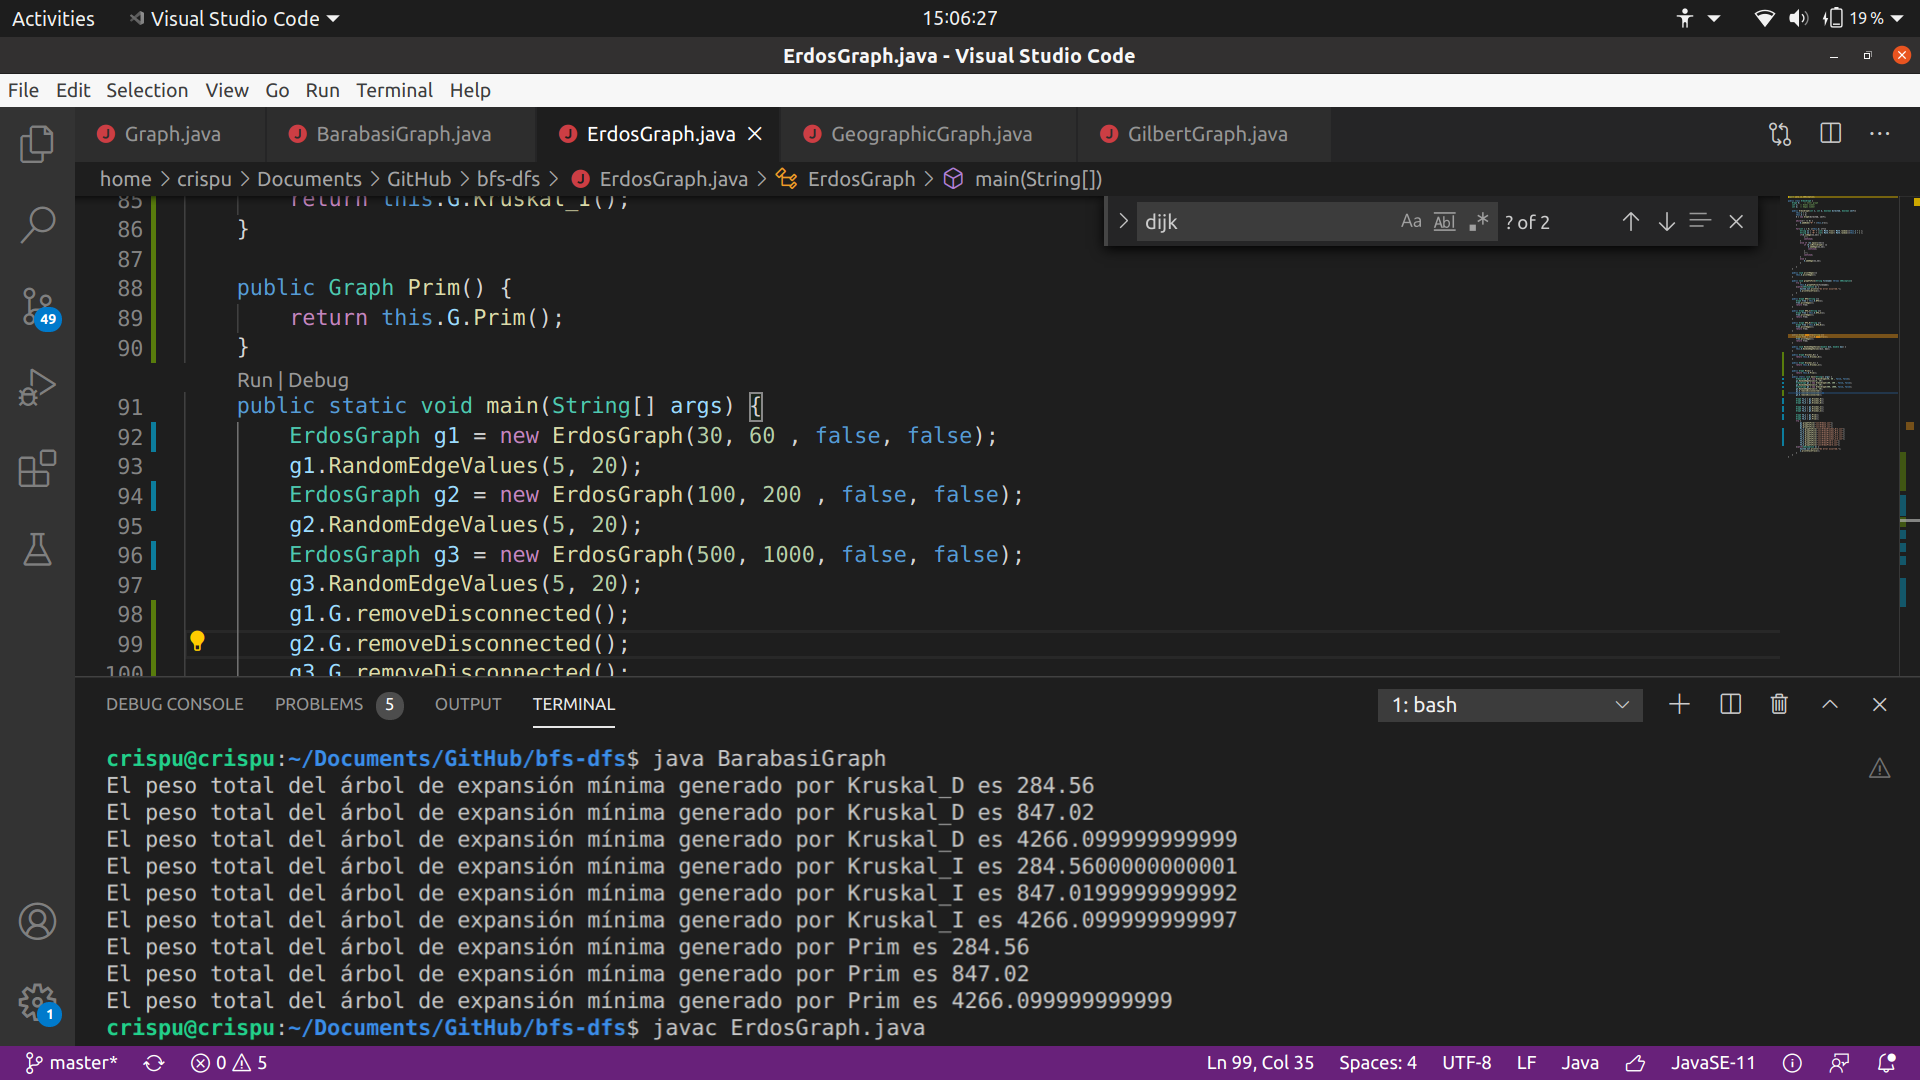 Activities Visual Studio Code 15:06:27 19 %
ErdosGraph.java - Visual Studio Code
File Edit Selection View Go Run Terminal Help
Graph.java BarabasiGraph.java ErdosGraph.java GeographicGraph.java GilbertGraph.java
home > crispu > Documents > GitHub > bfs-dfs > ErdosGraph.java > ErdosGraph > main(String[])
dijk Aa Abl .* ? of 2
85 return this.G.Kruskal_I();
86 }
87
88 public Graph Prim() {
89 return this.G.Prim();
90 }
Run | Debug
91 public static void main(String[] args) {
92 ErdosGraph g1 = new ErdosGraph(30, 60 , false, false);
93 g1.RandomEdgeValues(5, 20);
94 ErdosGraph g2 = new ErdosGraph(100, 200 , false, false);
95 g2.RandomEdgeValues(5, 20);
96 ErdosGraph g3 = new ErdosGraph(500, 1000, false, false);
97 g3.RandomEdgeValues(5, 20);
98 g1.G.removeDisconnected();
99 g2.G.removeDisconnected();
100 g3.G.removeDisconnected();
49
DEBUG CONSOLE PROBLEMS 5 OUTPUT TERMINAL 1: bash
crispu@crispu:~/Documents/GitHub/bfs-dfs$ java BarabasiGraph
El peso total del árbol de expansión mínima generado por Kruskal_D es 284.56
El peso total del árbol de expansión mínima generado por Kruskal_D es 847.02
El peso total del árbol de expansión mínima generado por Kruskal_D es 4266.099999999999
El peso total del árbol de expansión mínima generado por Kruskal_I es 284.5600000000001
El peso total del árbol de expansión mínima generado por Kruskal_I es 847.0199999999992
El peso total del árbol de expansión mínima generado por Kruskal_I es 4266.099999999997
El peso total del árbol de expansión mínima generado por Prim es 284.56
El peso total del árbol de expansión mínima generado por Prim es 847.02
El peso total del árbol de expansión mínima generado por Prim es 4266.099999999999
crispu@crispu:~/Documents/GitHub/bfs-dfs$ javac ErdosGraph.java
1
master* 0 5 Ln 99, Col 35 Spaces: 4 UTF-8 LF Java JavaSE-11